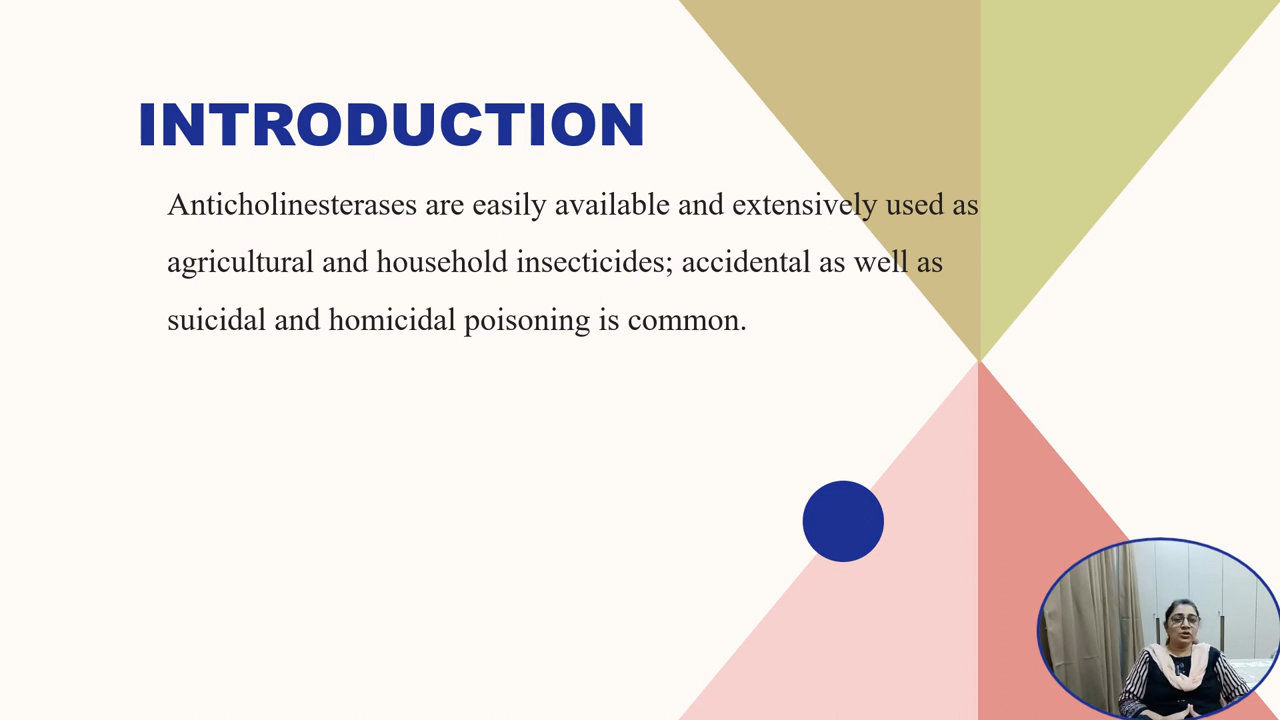 INTRODUCTION
Anticholinesterases are easily available and extensively used as
agricultural and household insecticides; accidental as well as
suicidal and homicidal poisoning is common.